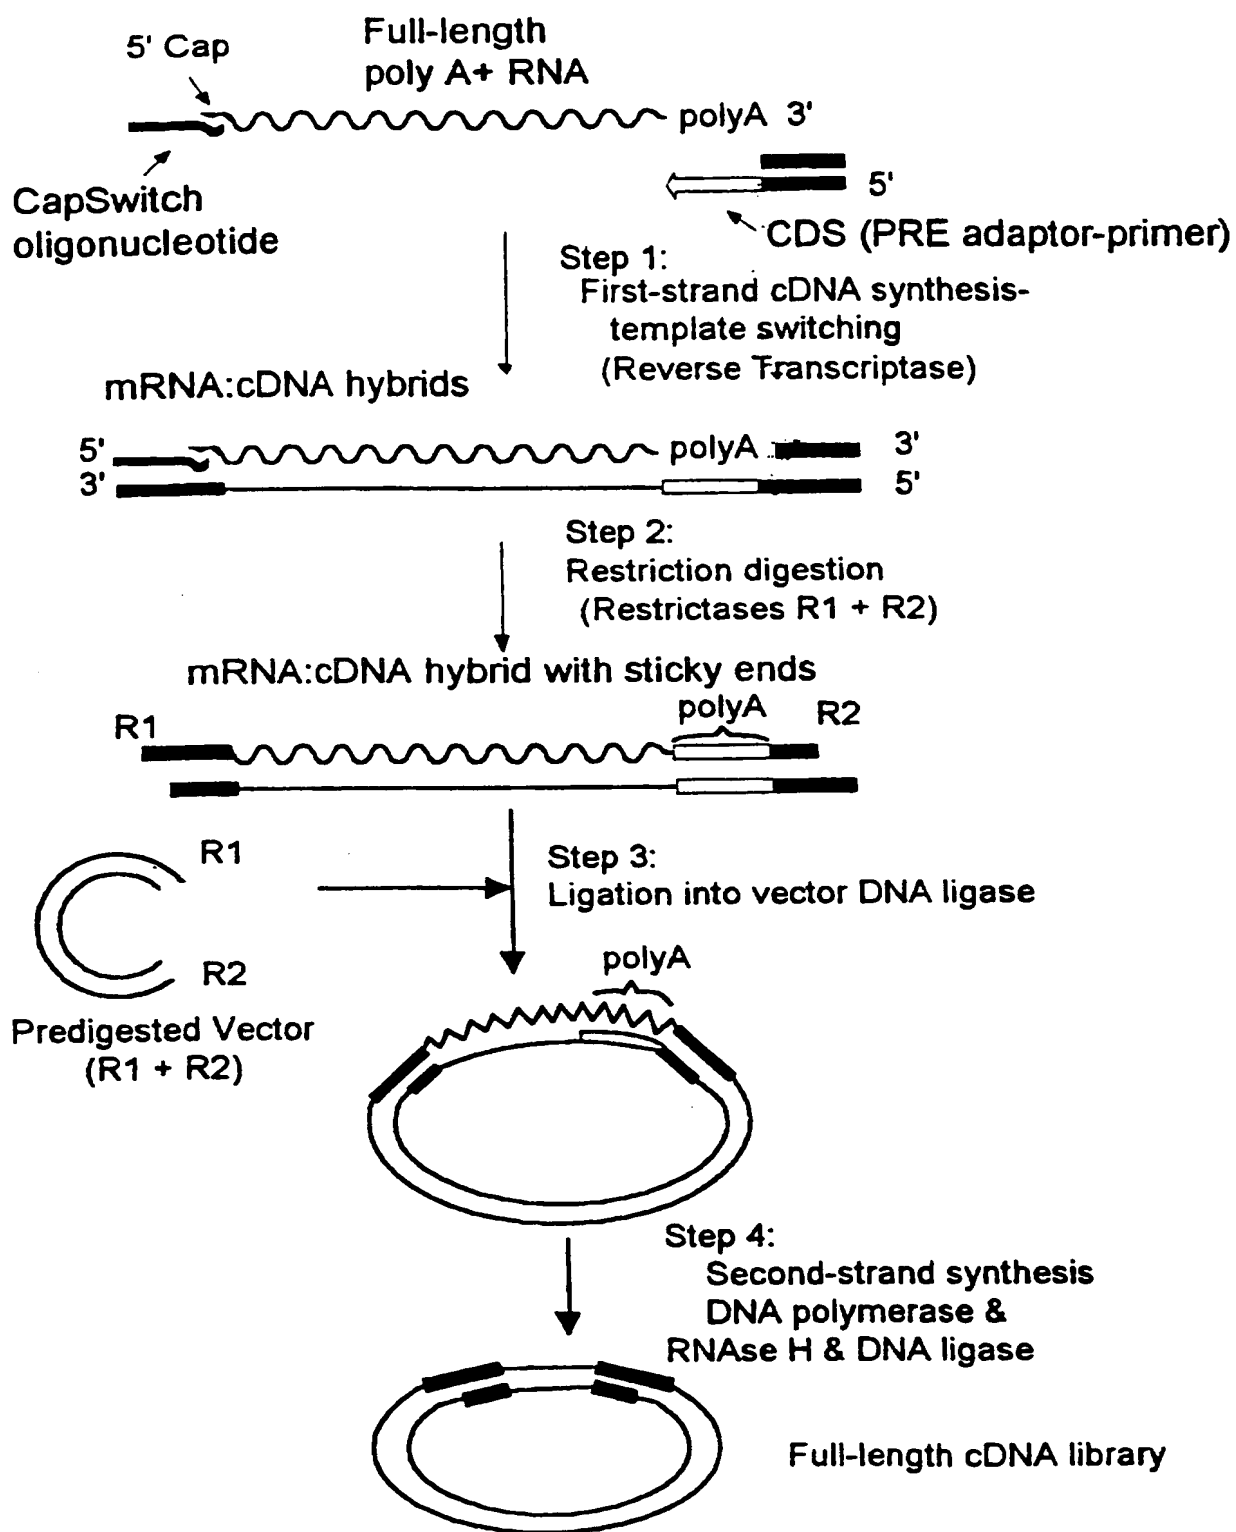 5' Cap
Full-length
poly A+ RNA
polyA 3'
5'
CapSwitch
oligonucleotide
CDS (PRE adaptor-primer)
Step 1:
First-strand cDNA synthesis-
template switching
(Reverse Transcriptase)
mRNA:cDNA hybrids
5'
polyA
3'
3'
5'
Step 2:
Restriction digestion
(Restrictases R1 + R2)
mRNA:cDNA hybrid with sticky ends
R1
polyA
R2
R1
Step 3:
Ligation into vector DNA ligase
R2
polyA
Predigested Vector
(R1 + R2)
Step 4:
Second-strand synthesis
DNA polymerase &
RNAse H & DNA ligase
Full-length cDNA library